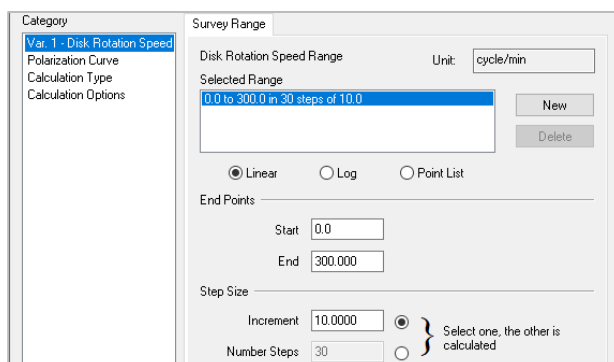 Category
Var. 1 - Disk Rotation Speed
Polarization Curve
Calculation Type
Calculation Options
Survey Range
Disk Rotation Speed Range
Unit: cycle/min
Selected Range
0.0 to 300.0 in 30 steps of 10.0
New
Delete
Linear Log Point List
End Points
Start 0.0
End 300.000
Step Size
Increment 10.0000
Number Steps 30
Select one, the other is
calculated